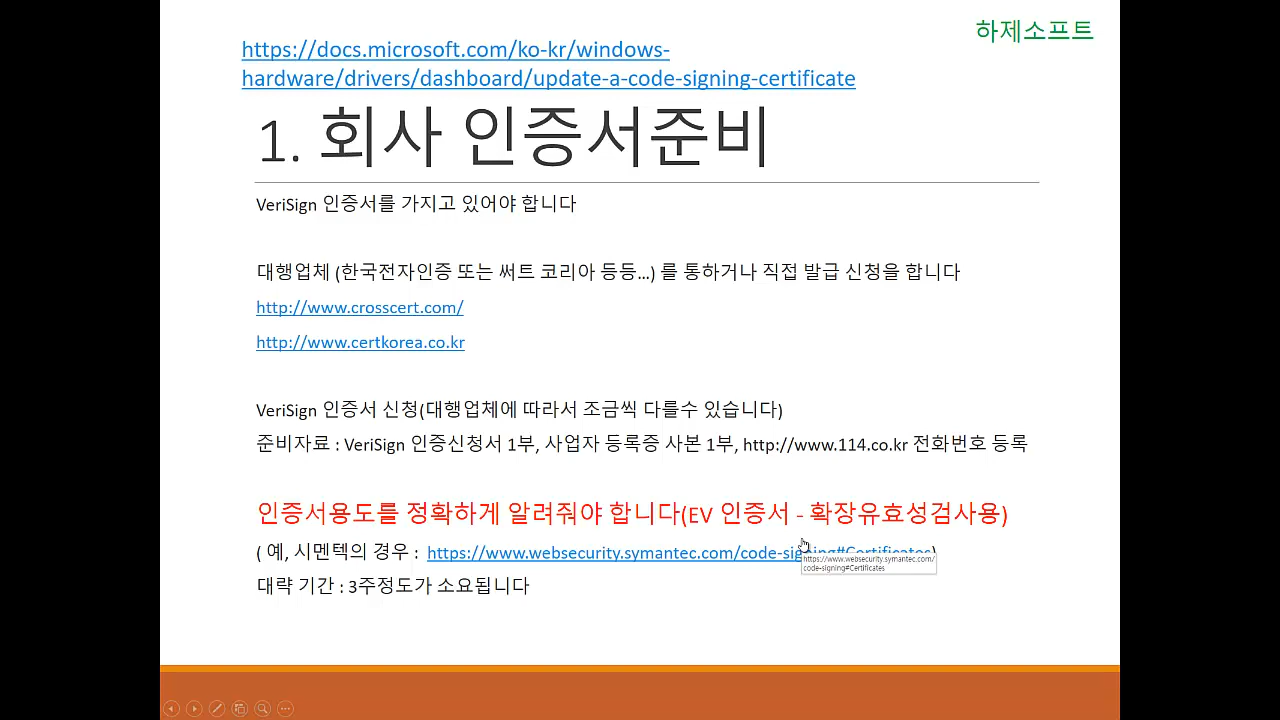 하제소프트
https://docs.microsoft.com/ko-kr/windows-
hardware/drivers/dashboard/update-a-code-signing-certificate
1. 회사 인증서준비
VeriSign 인증서를 가지고 있어야 합니다
대행업체 (한국전자인증 또는 써트 코리아 등등...) 를 통하거나 직접 발급 신청을 합니다
http://www.crosscert.com/
http://www.certkorea.co.kr
VeriSign 인증서 신청(대행업체에 따라서 조금씩 다를수 있습니다)
준비자료 : VeriSign 인증신청서 1부, 사업자 등록증 사본 1부, http://www.114.co.kr 전화번호 등록
인증서용도를 정확하게 알려줘야 합니다(EV 인증서 - 확장유효성검사용)
( 예, 시멘텍의 경우 : https://www.websecurity.symantec.com/code-signing#Certificates)
https://www.websecurity.symantec.com/
code-signing#Certificates
대략 기간 : 3주정도가 소요됩니다